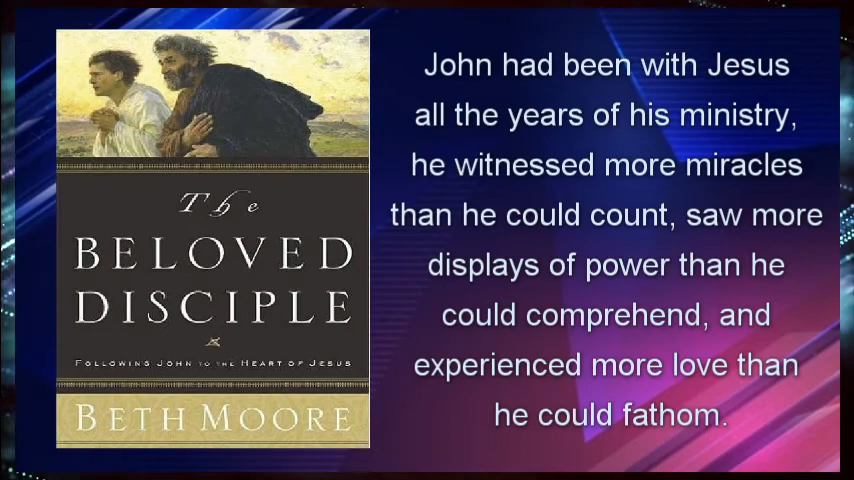 The
BELOVED
DISCIPLE
FOLLOWING JOHN TO THE HEART OF JESUS
BETH MOORE
John had been with Jesus
all the years of his ministry,
he witnessed more miracles
than he could count, saw more
displays of power than he
could comprehend, and
experienced more love than
he could fathom.